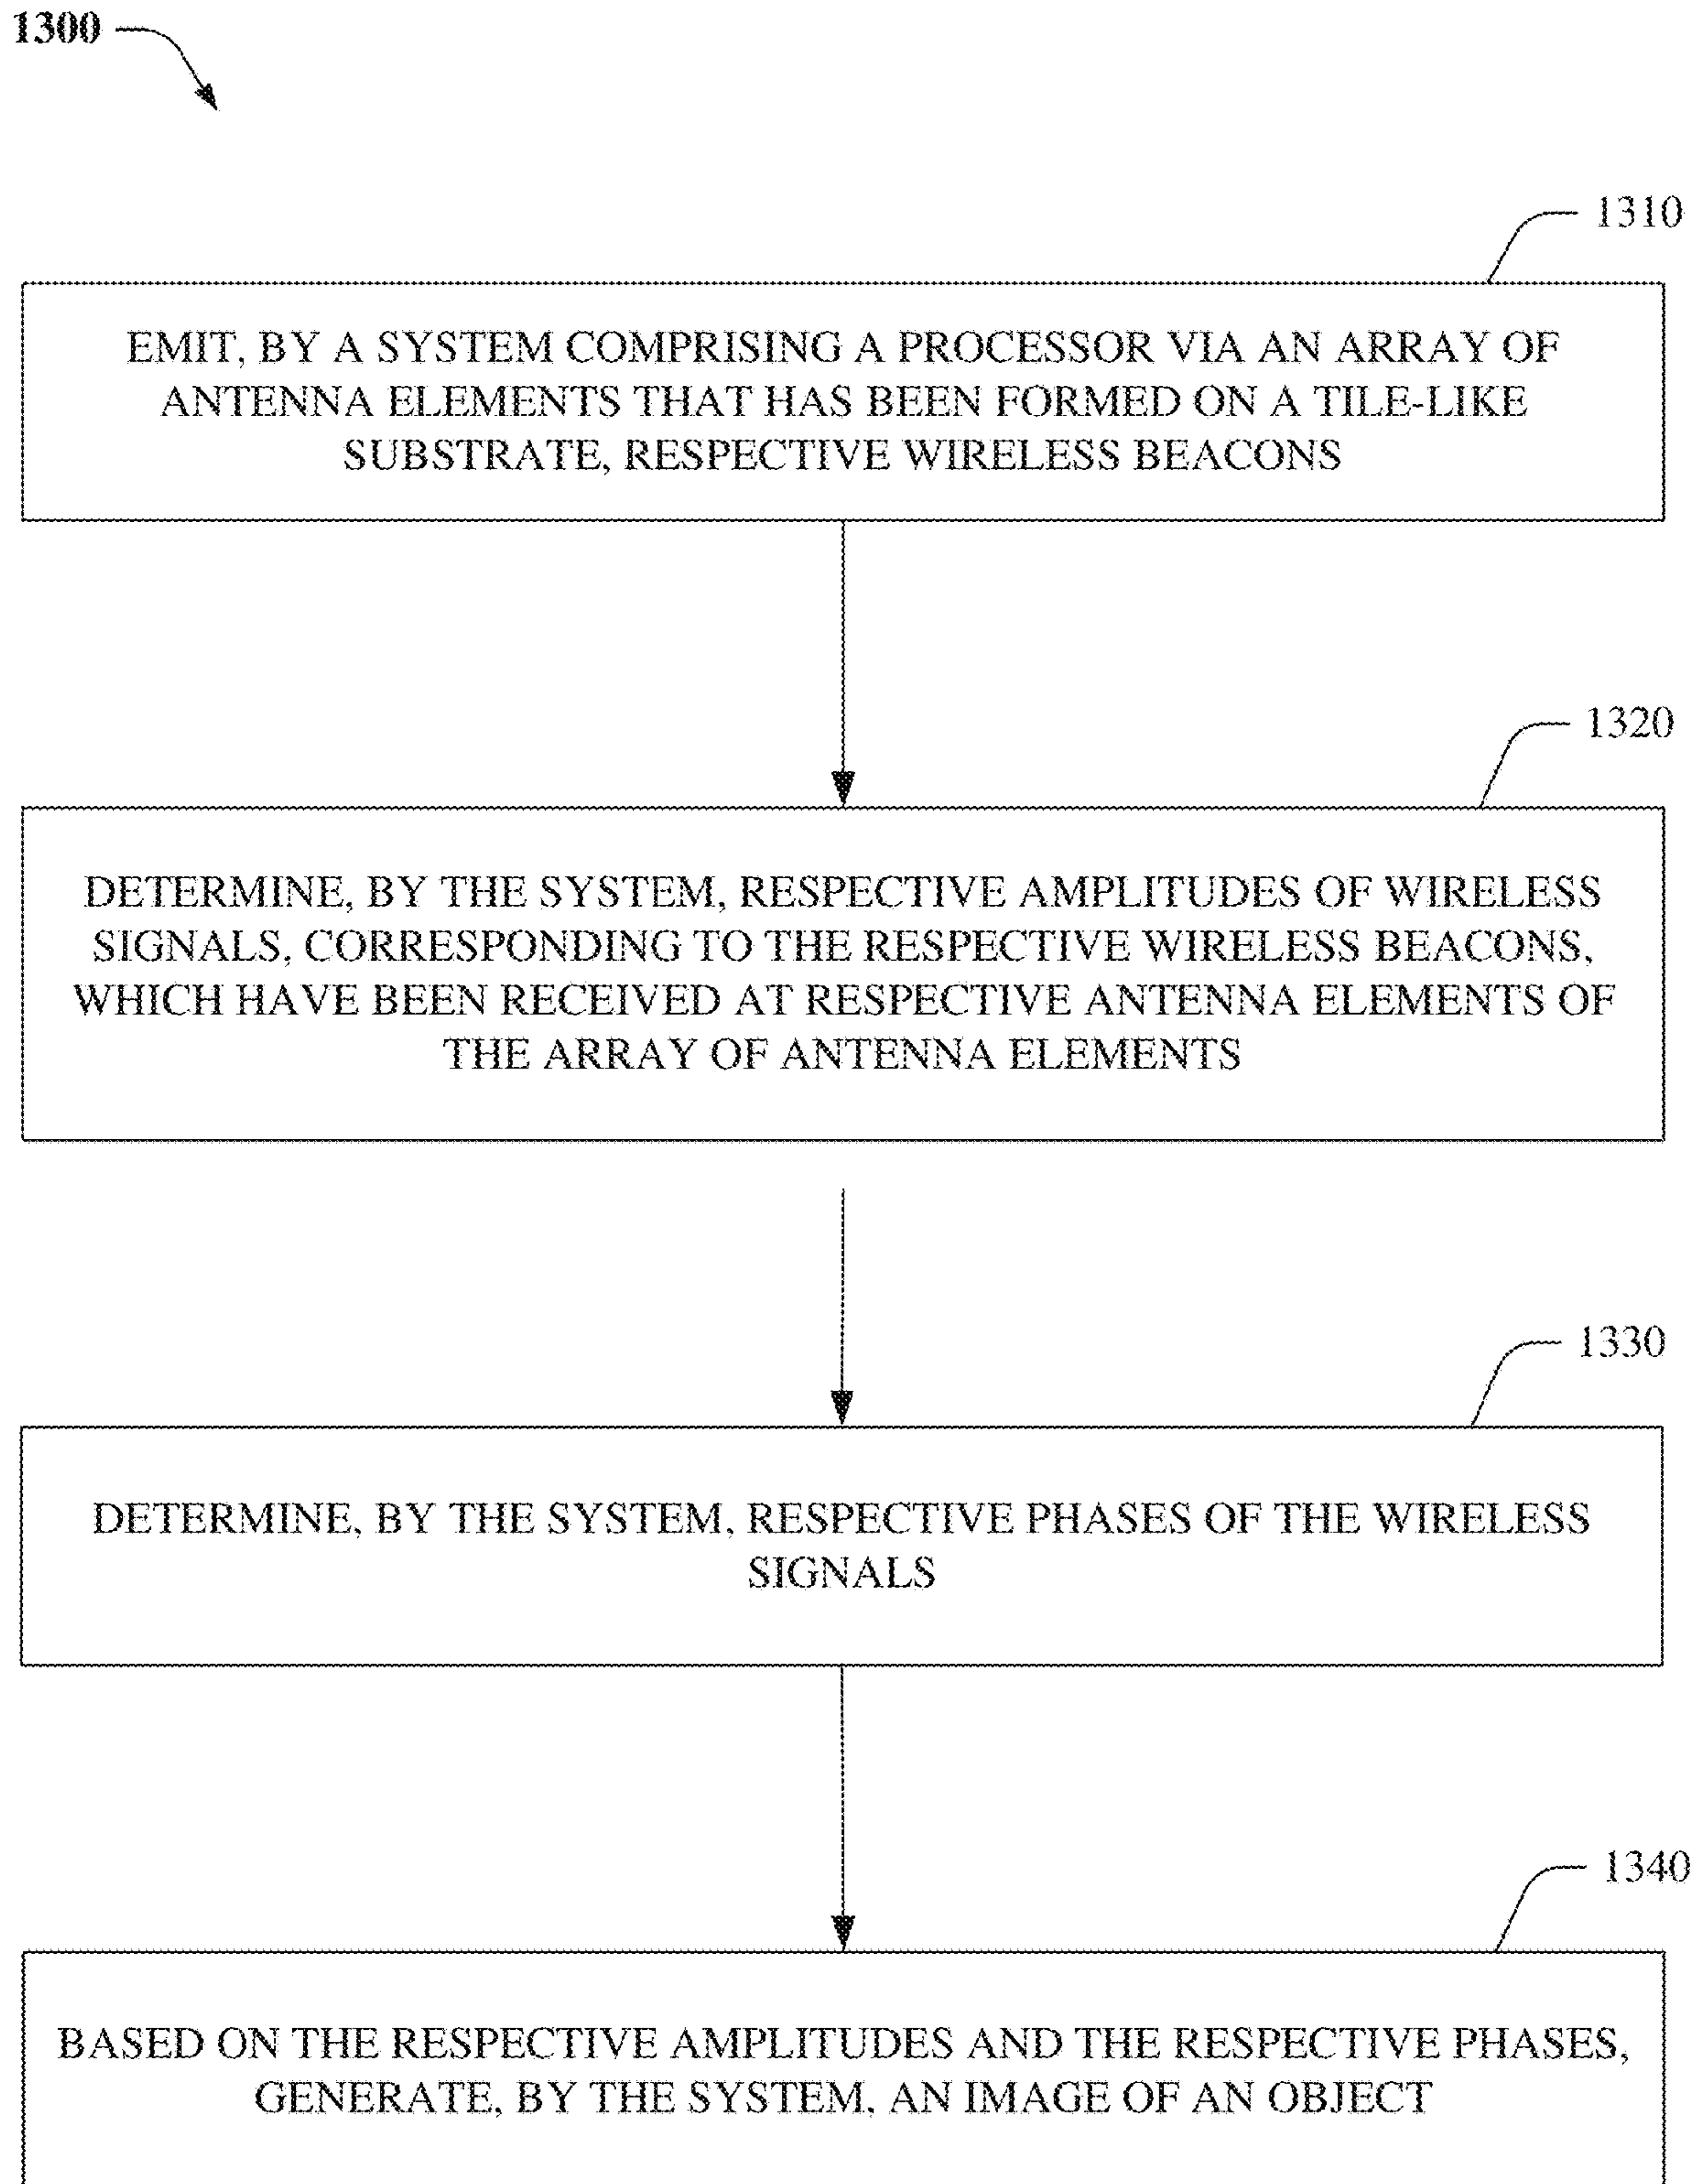 1300
1310
EMIT, BY A SYSTEM COMPRISING A PROCESSOR VIA AN ARRAY OF
ANTENNA ELEMENTS THAT HAS BEEN FORMED ON A TILE-LIKE
SUBSTRATE, RESPECTIVE WIRELESS BEACONS
1320
DETERMINE, BY THE SYSTEM, RESPECTIVE AMPLITUDES OF WIRELESS
SIGNALS, CORRESPONDING TO THE RESPECTIVE WIRELESS BEACONS,
WHICH HAVE BEEN RECEIVED AT RESPECTIVE ANTENNA ELEMENTS OF
THE ARRAY OF ANTENNA ELEMENTS
1330
DETERMINE, BY THE SYSTEM, RESPECTIVE PHASES OF THE WIRELESS
SIGNALS
1340
BASED ON THE RESPECTIVE AMPLITUDES AND THE RESPECTIVE PHASES,
GENERATE, BY THE SYSTEM, AN IMAGE OF AN OBJECT